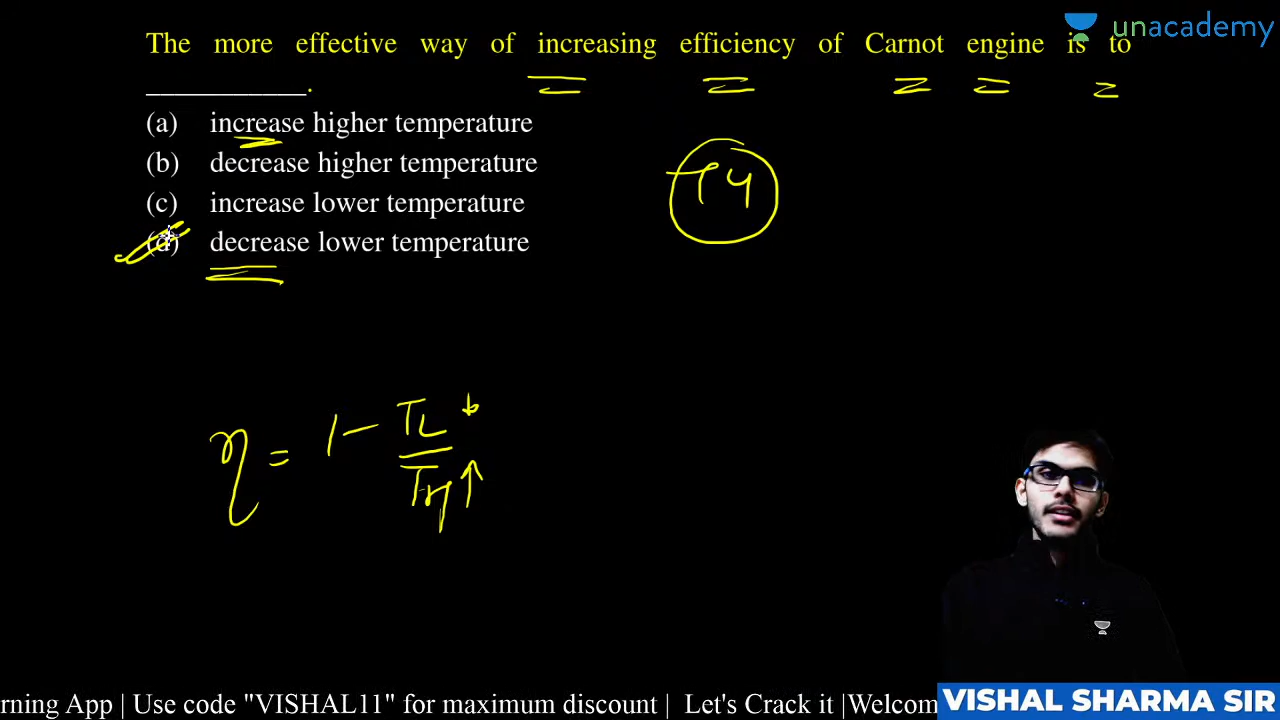 unacademy
The more effective way of increasing efficiency of Carnot engine is to
___________.
(a) increase higher temperature
(b) decrease higher temperature
(c) increase lower temperature
(d) decrease lower temperature
η = 1 - TL ↓
TH ↑
rning App | Use code "VISHAL11" for maximum discount | Let's Crack it |Welcom
VISHAL SHARMA SIR